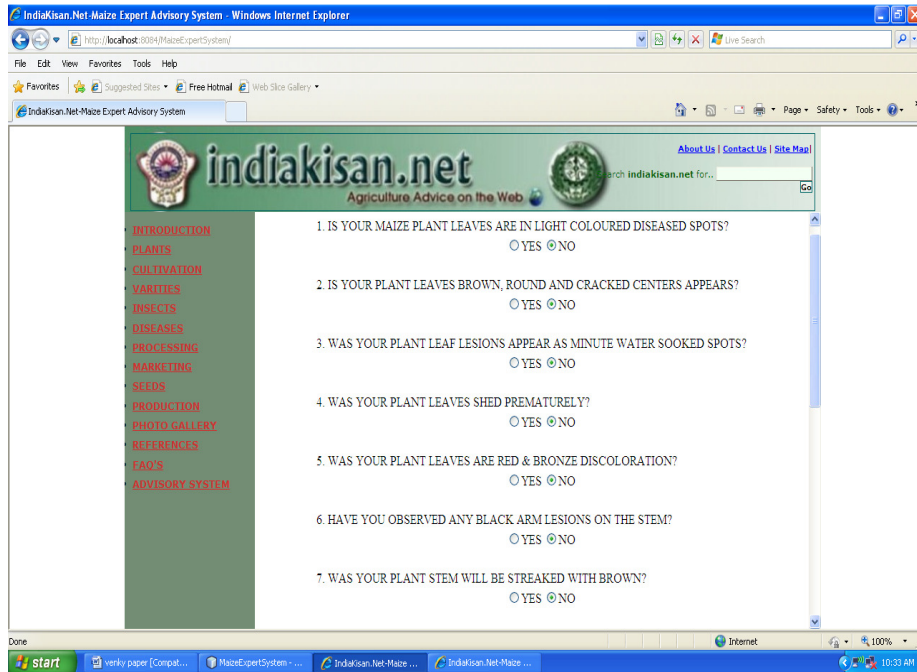 IndiaKisan.Net-Maize Expert Advisory System - Windows Internet Explorer
http://localhost:8084/MaizeExpertSystem/
Live Search
File Edit View Favorites Tools Help
Favorites Suggested Sites Free Hotmail Web Slice Gallery
IndiaKisan.Net-Maize Expert Advisory System
Page Safety Tools
indiakisan.net
Agriculture Advice on the Web
About Us | Contact Us | Site Map|
arch indiakisan.net for..
Go
INTRODUCTION
PLANTS
CULTIVATION
VARITIES
INSECTS
DISEASES
PROCESSING
MARKETING
SEEDS
PRODUCTION
PHOTO GALLERY
REFERENCES
FAQ'S
ADVISORY SYSTEM
1. IS YOUR MAIZE PLANT LEAVES ARE IN LIGHT COLOURED DISEASED SPOTS?
YES NO
2. IS YOUR PLANT LEAVES BROWN, ROUND AND CRACKED CENTERS APPEARS?
YES NO
3. WAS YOUR PLANT LEAF LESIONS APPEAR AS MINUTE WATER SOOKED SPOTS?
YES NO
4. WAS YOUR PLANT LEAVES SHED PREMATURELY?
YES NO
5. WAS YOUR PLANT LEAVES ARE RED & BRONZE DISCOLORATION?
YES NO
6. HAVE YOU OBSERVED ANY BLACK ARM LESIONS ON THE STEM?
YES NO
7. WAS YOUR PLANT STEM WILL BE STREAKED WITH BROWN?
YES NO
Done
Internet
100%
start
venky paper [Compat...
MaizeExpertSystem - ...
IndiaKisan.Net-Maize ...
IndiaKisan.Net-Maize ...
10:33 AM